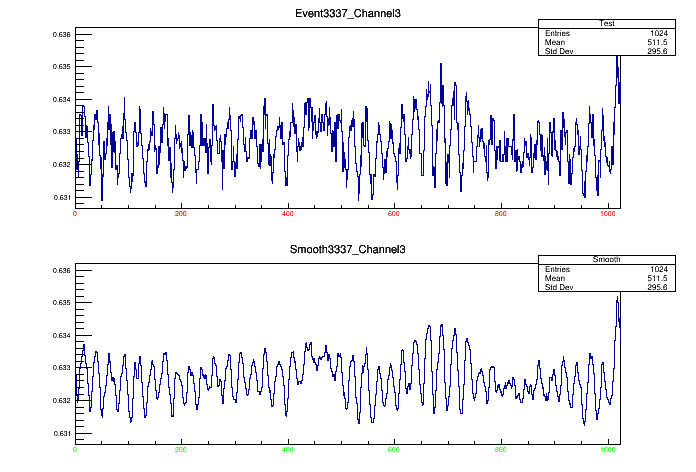 Event3337_Channel3
Test
Entries 1024
Mean 511.5
Std Dev 295.6
0.636
0.635
0.634
0.633
0.632
0.631
0 200 400 600 800 1000
Smooth3337_Channel3
Smooth
Entries 1024
Mean 511.5
Std Dev 295.6
0.636
0.635
0.634
0.633
0.632
0.631
0 200 400 600 800 1000